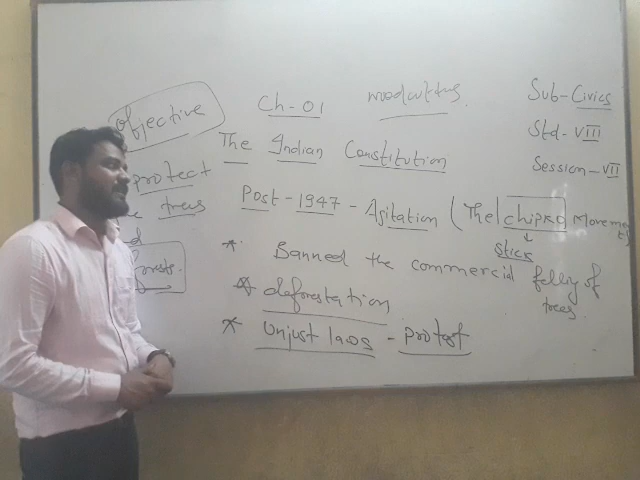 Sub-Civics
Std-VIII
Session-VII
Ch-01
The Indian Constitution
Post-1947-Agitation (The chipko Movement
stick
* Banned the commercial felling of
trees.
* deforestation
* Unjust laws - protest
objective
protect
trees
forests.